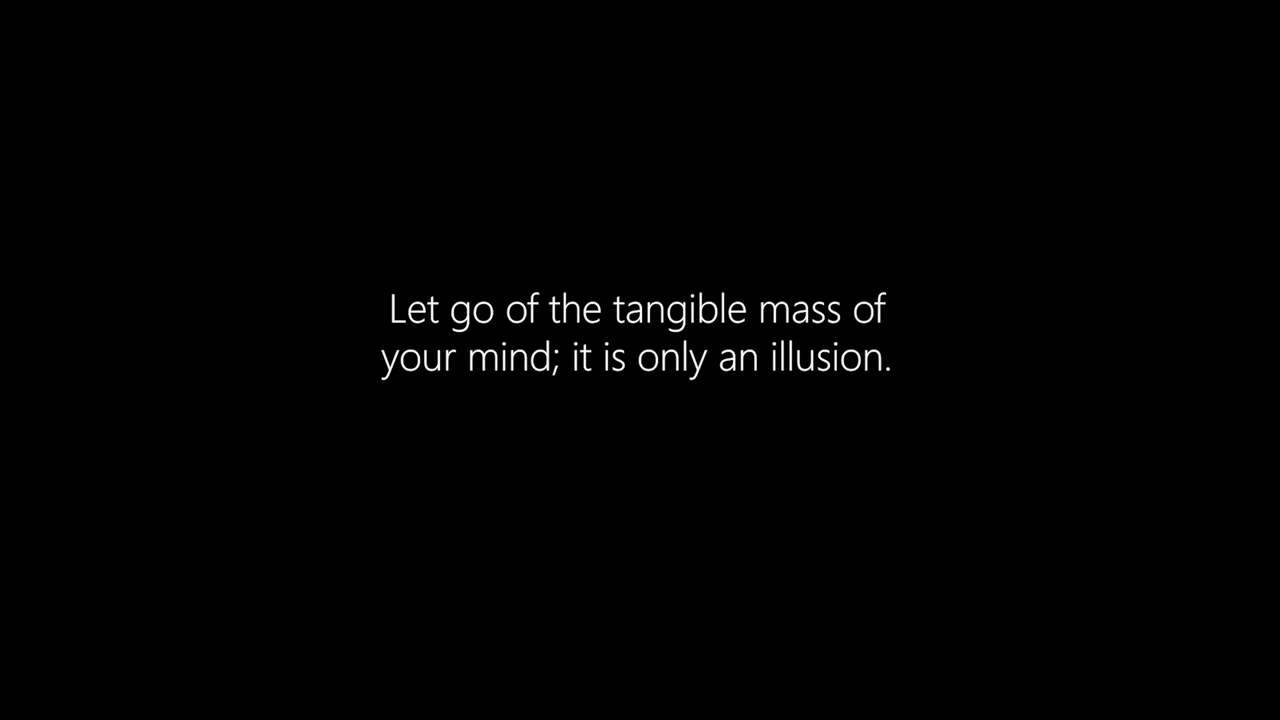 Let go of the tangible mass of
your mind; it is only an illusion.